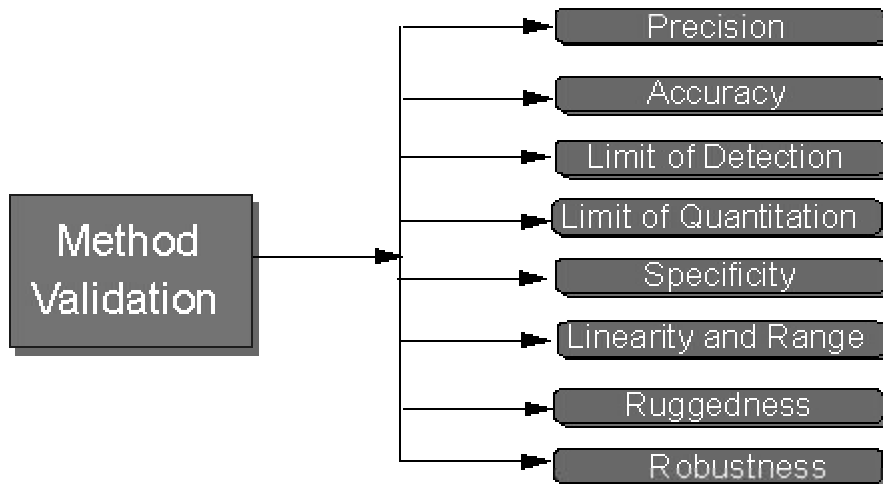 Method
Validation
Precision
Accuracy
Limit of Detection
Limit of Quantitation
Specificity
Linearity and Range
Ruggedness
Robustness